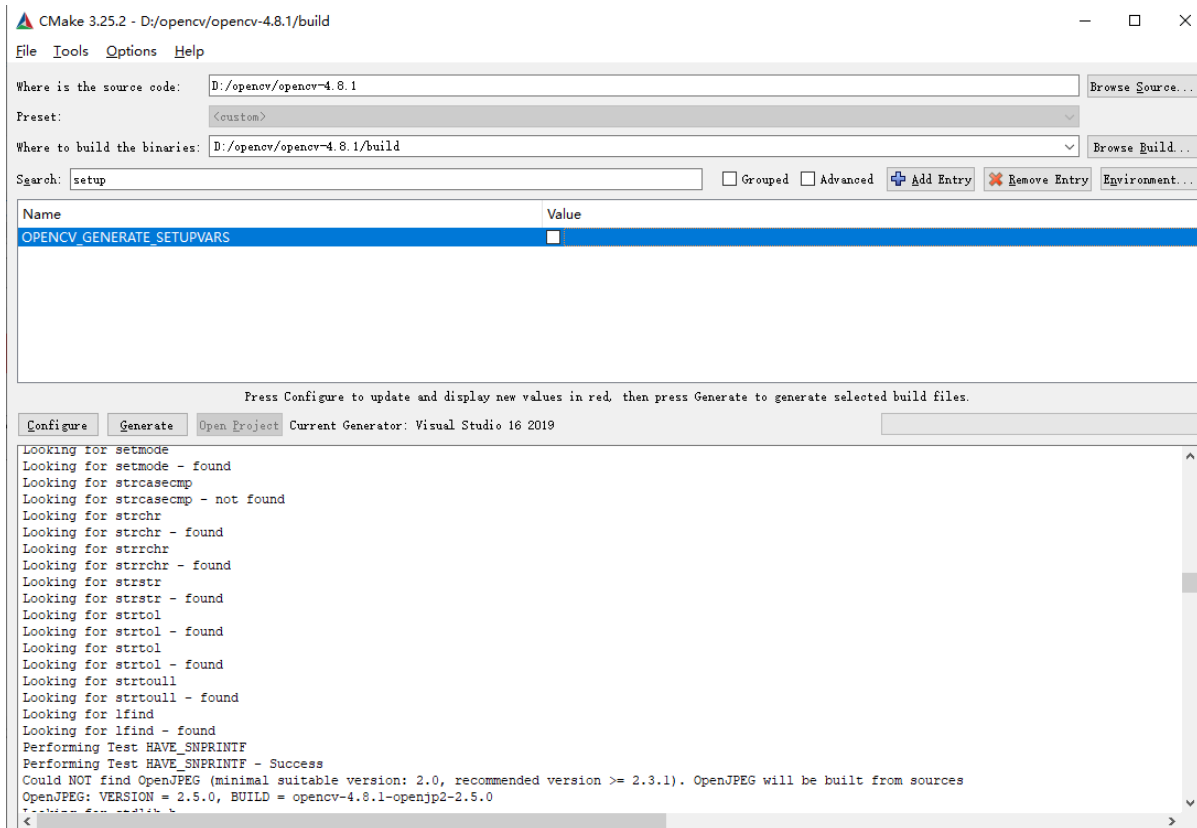 CMake 3.25.2 - D:/opencv/opencv-4.8.1/build
File Tools Options Help
Where is the source code: D:/opencv/opencv-4.8.1 Browse Source...
Preset: <custom>
Where to build the binaries: D:/opencv/opencv-4.8.1/build Browse Build...
Search: setup Grouped Advanced Add Entry Remove Entry Environment...
Name Value
OPENCV_GENERATE_SETUPVARS
Press Configure to update and display new values in red, then press Generate to generate selected build files.
Configure Generate Open Project Current Generator: Visual Studio 16 2019
Looking for setmode
Looking for setmode - found
Looking for strcasecmp
Looking for strcasecmp - not found
Looking for strchr
Looking for strchr - found
Looking for strrchr
Looking for strrchr - found
Looking for strstr
Looking for strstr - found
Looking for strtol
Looking for strtol - found
Looking for strtol
Looking for strtol - found
Looking for strtoull
Looking for strtoull - found
Looking for lfind
Looking for lfind - found
Performing Test HAVE_SNPRINTF
Performing Test HAVE_SNPRINTF - Success
Could NOT find OpenJPEG (minimal suitable version: 2.0, recommended version >= 2.3.1). OpenJPEG will be built from sources
OpenJPEG: VERSION = 2.5.0, BUILD = opencv-4.8.1-openjp2-2.5.0